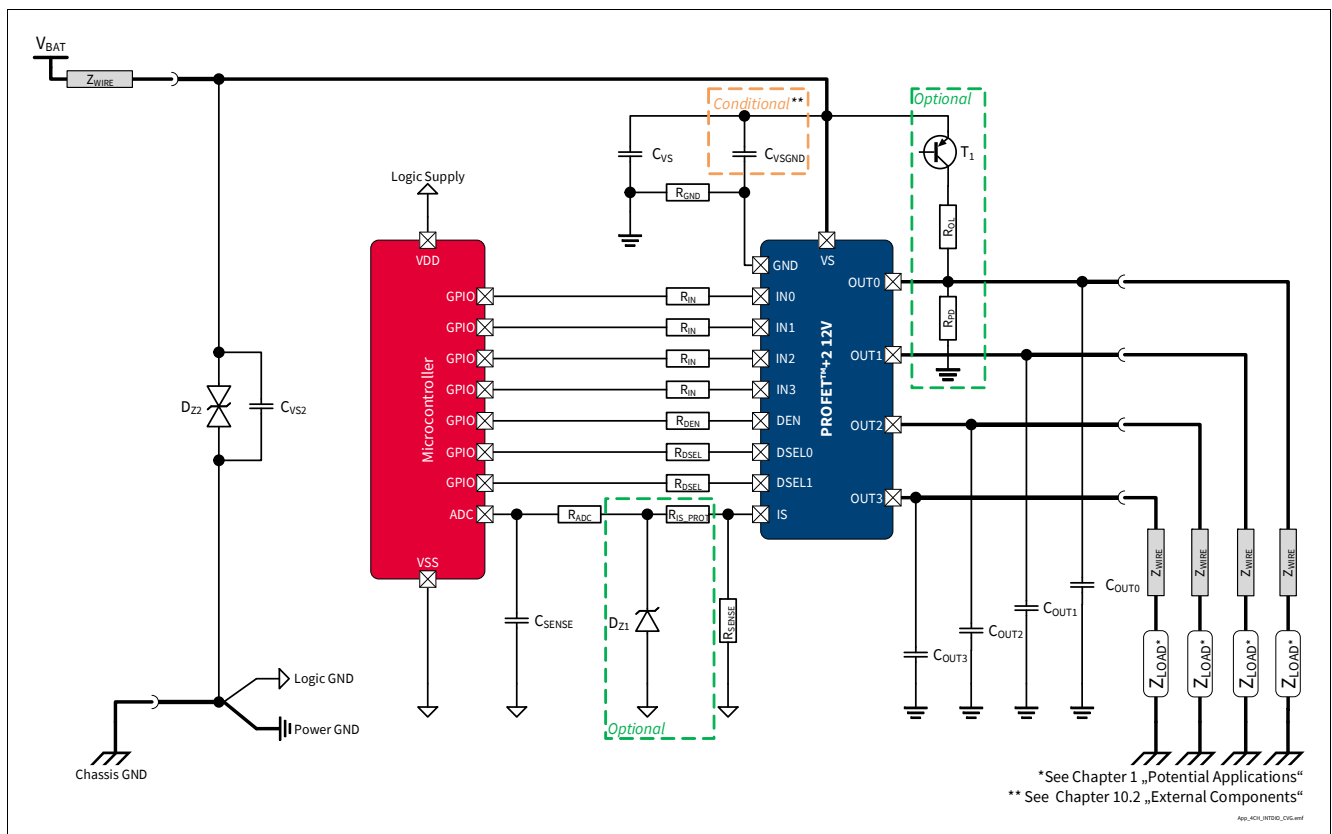 VBAT
ZWIRE
Conditional**
Optional
CVS
CVSGND
T1
Logic Supply
RGND
ROL
VDD
GND
VS
OUT0
GPIO
RIN
IN0
RPD
GPIO
RIN
IN1
OUT1
GPIO
RIN
IN2
GPIO
RIN
IN3
Microcontroller
PROFET™+2 12V
DZ2
CVS2
GPIO
RDEN
DEN
OUT2
GPIO
RDSEL
DSEL0
GPIO
RDSEL
DSEL1
OUT3
ADC
RADC
RIS_PROT
IS
VSS
ZWIRE
ZWIRE
ZWIRE
ZWIRE
COUT0
COUT1
COUT2
COUT3
CSENSE
DZ1
RSENSE
ZLOAD*
ZLOAD*
ZLOAD*
ZLOAD*
Logic GND
Power GND
Optional
Chassis GND
*See Chapter 1 „Potential Applications“
** See Chapter 10.2 „External Components“
App_4CH_INTDIO_CVG.emf